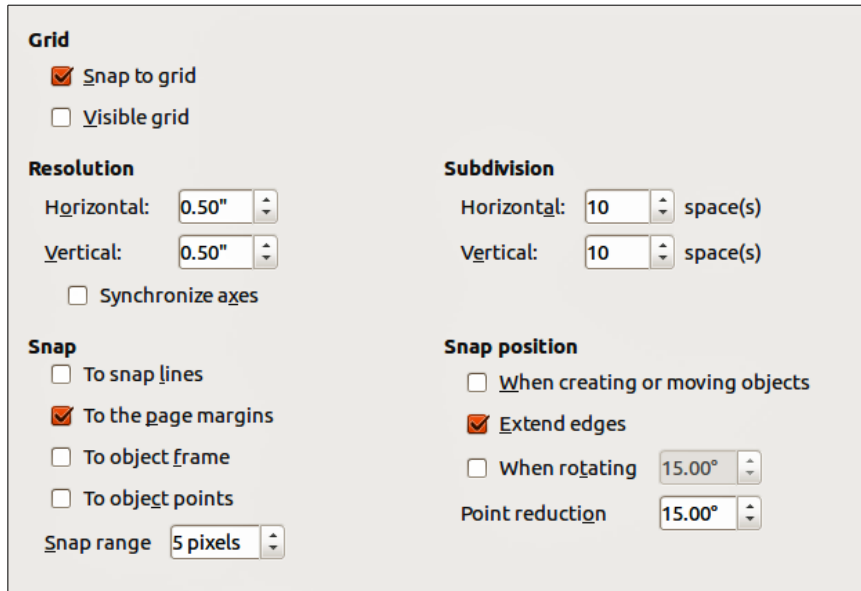 Grid
Snap to grid
Visible grid
Resolution
Horizontal: 0.50"
Vertical: 0.50"
Synchronize axes
Subdivision
Horizontal: 10 space(s)
Vertical: 10 space(s)
Snap
To snap lines
To the page margins
To object frame
To object points
Snap range 5 pixels
Snap position
When creating or moving objects
Extend edges
When rotating 15.00°
Point reduction 15.00°